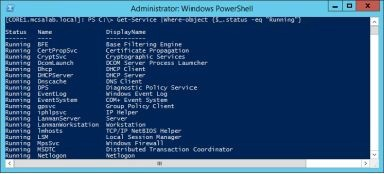 Administrator: Windows PowerShell
[CORE1.mcsalab.local]: PS C:\> Get-Service |Where-object {$_.status -eq "Running"}
Status Name DisplayName
------ ---- -----------
Running BFE Base Filtering Engine
Running CertPropSvc Certificate Propagation
Running CryptSvc Cryptographic Services
Running DcomLaunch DCOM Server Process Launcher
Running Dhcp DHCP Client
Running DHCPServer DHCP Server
Running Dnscache DNS Client
Running DPS Diagnostic Policy Service
Running EventLog Windows Event Log
Running EventSystem COM+ Event System
Running gpsvc Group Policy Client
Running iphlpsvc IP Helper
Running LanmanServer Server
Running LanmanWorkstation Workstation
Running lmhosts TCP/IP NetBIOS Helper
Running LSM Local Session Manager
Running MpsSvc Windows Firewall
Running MSDTC Distributed Transaction Coordinator
Running Netlogon Netlogon